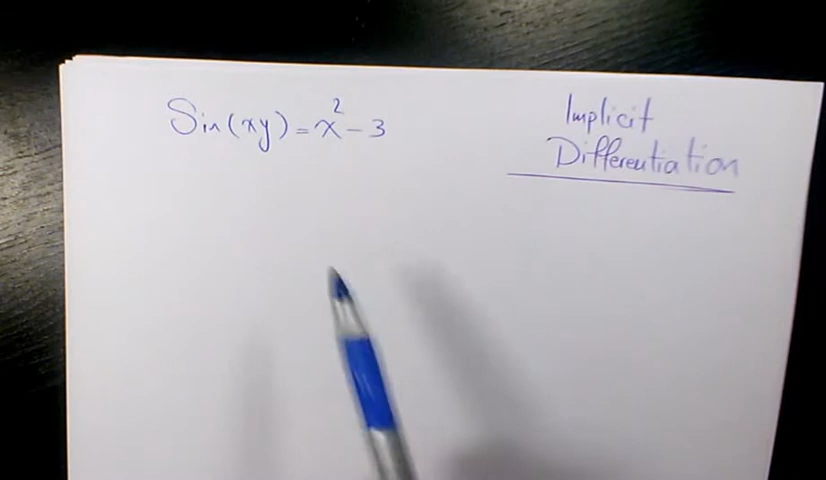 Sin(xy) = x² - 3
Implicit
Differentiation